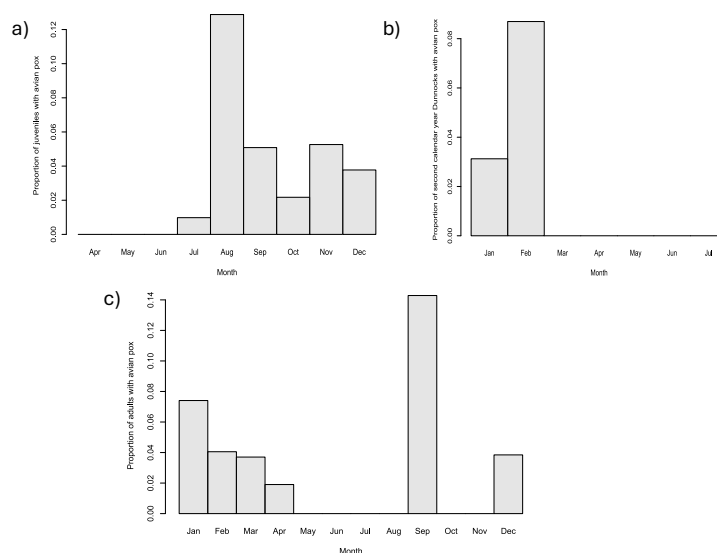 a)
Proportion of juveniles with avian pox
0.12
0.10
0.08
0.06
0.04
0.02
0.00
Apr May Jun Jul Aug Sep Oct Nov Dec
Month
b)
Proportion of second calendar year Dunnocks with avian pox
0.08
0.06
0.04
0.02
0.00
Jan Feb Mar Apr May Jun Jul
Month
c)
Proportion of adults with avian pox
0.14
0.12
0.10
0.08
0.06
0.04
0.02
0.00
Jan Feb Mar Apr May Jun Jul Aug Sep Oct Nov Dec
Month